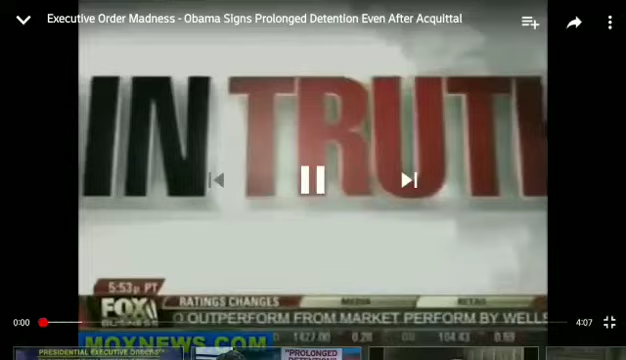 Executive Order Madness - Obama Signs Prolonged Detention Even After Acquittal
IN TRUTH
5:53p PT
FOX
BUSINESS
RATINGS CHANGES
MEDIA
RETAIL
O OUTPERFORM FROM MARKET PERFORM BY WELLS
0:00
4:07
MOXNEWS.COM
1427.00 0.28
104.43 0.69
PRESIDENTIAL EXECUTIVE ORDERS
"PROLONGED